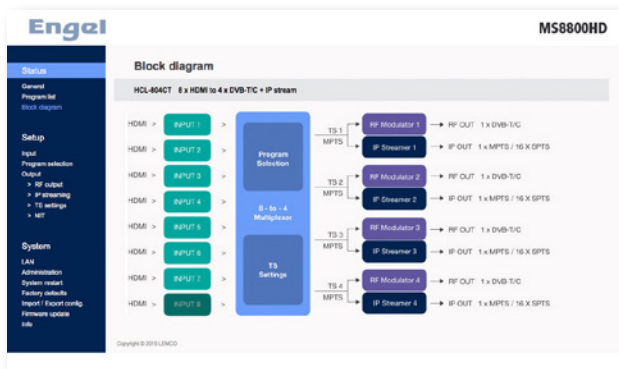 Engel
MS8800HD
Status
General
Program list
Block diagram
Setup
Input
Program selection
Output
> RF output
> IP streaming
> TS settings
> NIT
System
LAN
Administration
System restart
Factory defaults
Import / Export config
Firmware update
Info
Block diagram
HCL-804CT 8 x HDMI to 4 x DVB-T/C + IP stream
HDMI > INPUT 1 >
HDMI > INPUT 2 >
HDMI > INPUT 3 >
HDMI > INPUT 4 >
HDMI > INPUT 5 >
HDMI > INPUT 6 >
HDMI > INPUT 7 >
HDMI > INPUT 8 >
Program
Selection
8 - to - 4
Multiplexer
TS
Settings
TS 1
MPTS
RF Modulator 1 RF OUT 1 x DVB-T/C
IP Streamer 1 IP OUT 1 x MPTS / 16 X SPTS
TS 2
MPTS
RF Modulator 2 RF OUT 1 x DVB-T/C
IP Streamer 2 IP OUT 1 x MPTS / 16 X SPTS
TS 3
MPTS
RF Modulator 3 RF OUT 1 x DVB-T/C
IP Streamer 3 IP OUT 1 x MPTS / 16 X SPTS
TS 4
MPTS
RF Modulator 4 RF OUT 1 x DVB-T/C
IP Streamer 4 IP OUT 1 x MPTS / 16 X SPTS
Copyright © 2015 LEMCO